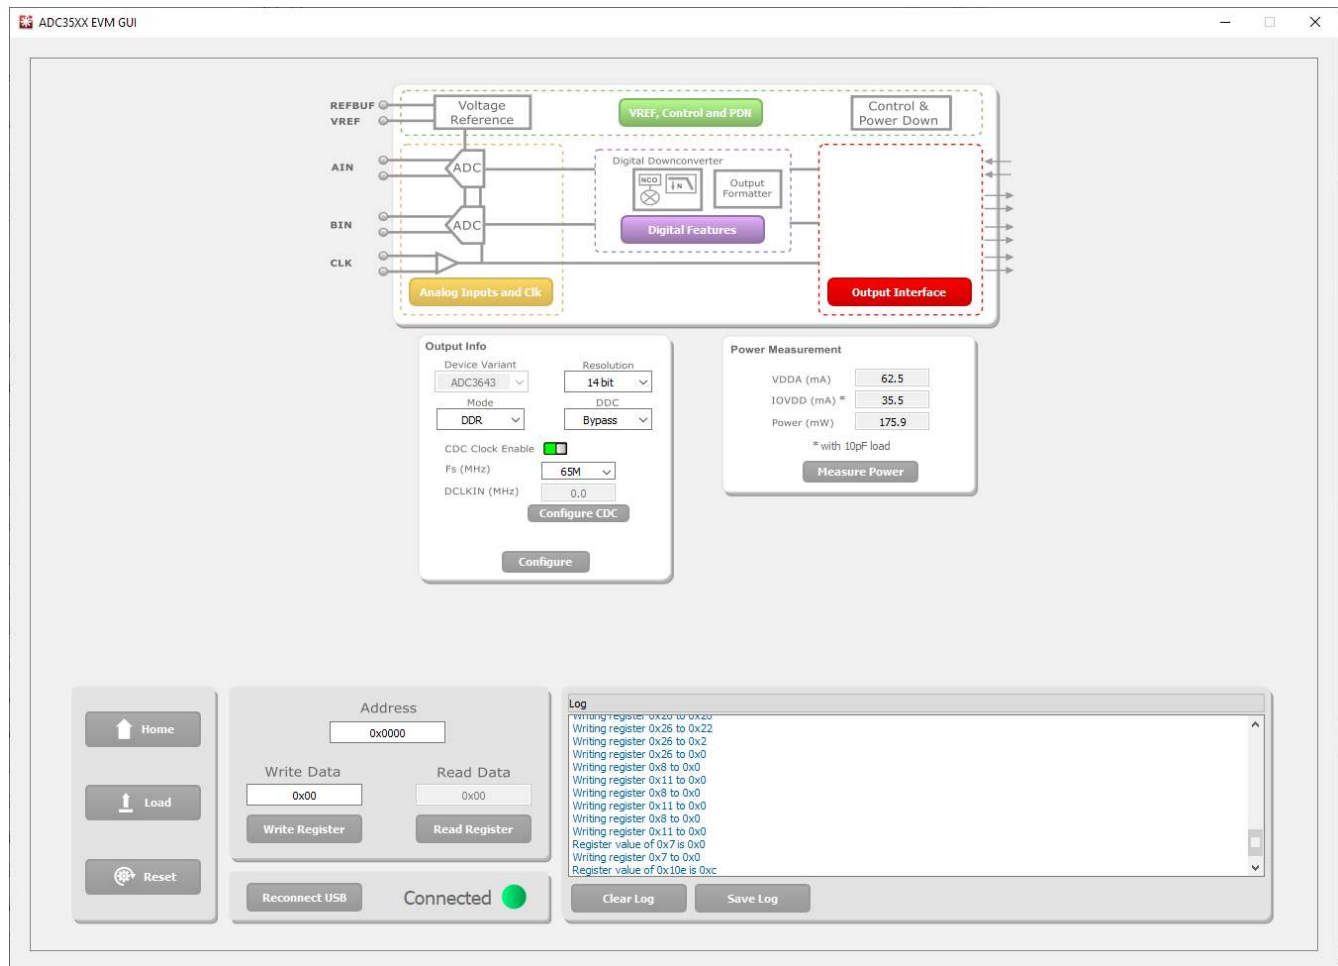 ADC35XX EVM GUI
REFBUF
VREF
Voltage
Reference
VREF, Control and PDN
Control &
Power Down
AIN
ADC
Digital Downconverter
NCO
N
Output
Formatter
BIN
ADC
Digital Features
CLK
Analog Inputs and Clk
Output Interface
Output Info
Device Variant
Resolution
ADC3643
14 bit
Mode
DDC
DDR
Bypass
CDC Clock Enable
Fs (MHz)
65M
DCLKIN (MHz)
0.0
Configure CDC
Configure
Power Measurement
VDDA (mA)
62.5
IOVDD (mA) *
35.5
Power (mW)
175.9
* with 10pF load
Measure Power
Home
Load
Reset
Address
0x0000
Write Data
Read Data
0x00
0x00
Write Register
Read Register
Reconnect USB
Connected
Log
Writing register 0x20 to 0x20
Writing register 0x26 to 0x22
Writing register 0x26 to 0x2
Writing register 0x26 to 0x0
Writing register 0x8 to 0x0
Writing register 0x11 to 0x0
Writing register 0x8 to 0x0
Writing register 0x11 to 0x0
Writing register 0x8 to 0x0
Writing register 0x11 to 0x0
Register value of 0x7 is 0x0
Writing register 0x7 to 0x0
Register value of 0x10e is 0xc
Clear Log
Save Log